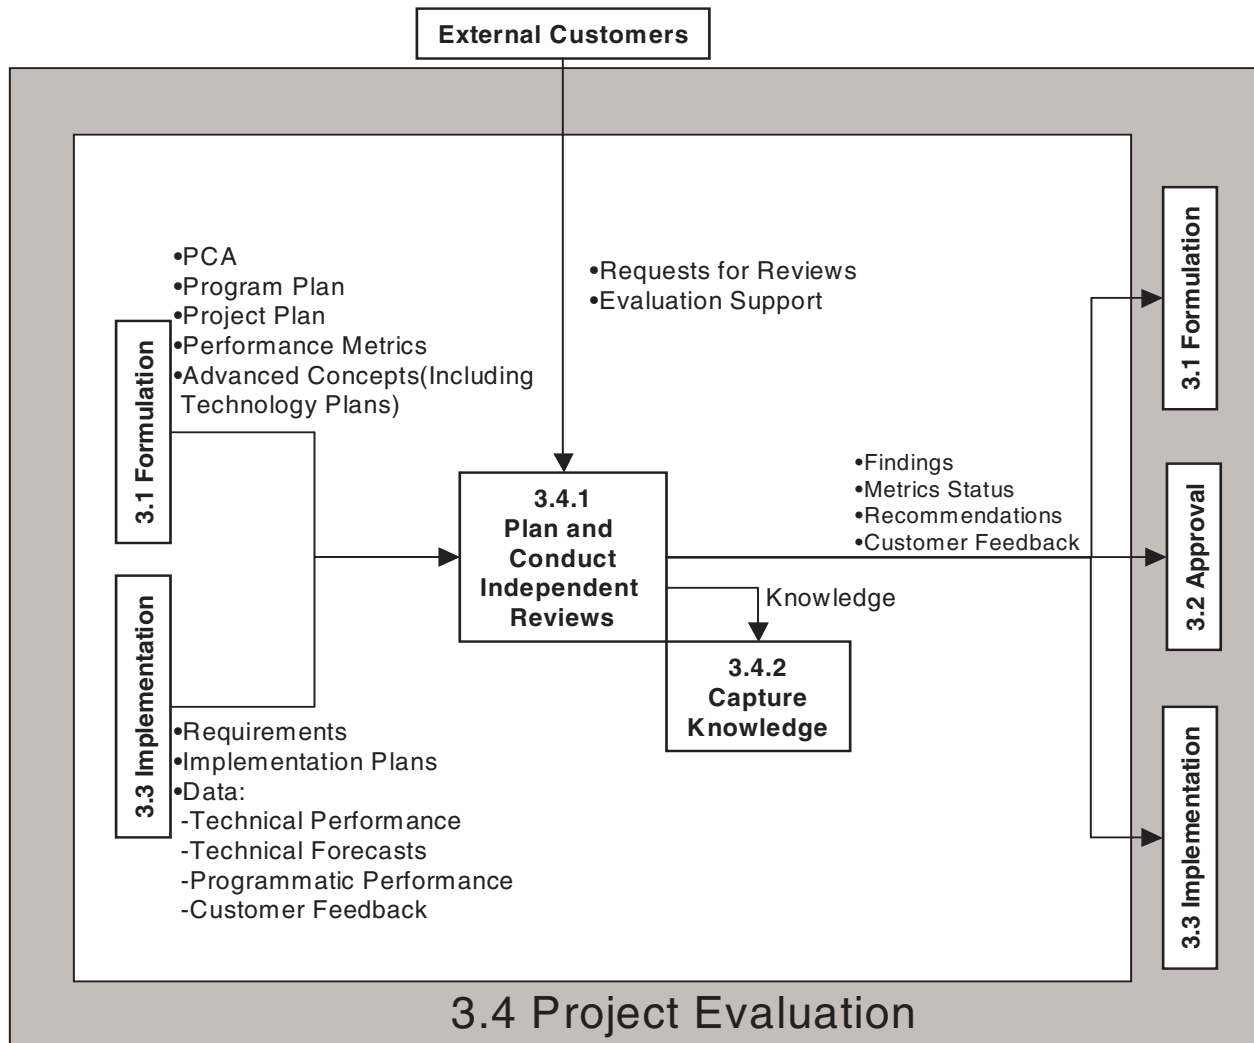 External Customers
•PCA
•Program Plan
•Project Plan
•Performance Metrics
•Advanced Concepts(Including
Technology Plans)
•Requests for Reviews
•Evaluation Support
3.1 Formulation
3.3 Implementation
•Requirements
•Implementation Plans
•Data:
-Technical Performance
-Technical Forecasts
-Programmatic Performance
-Customer Feedback
3.4.1
Plan and
Conduct
Independent
Reviews
Knowledge
3.4.2
Capture
Knowledge
•Findings
•Metrics Status
•Recommendations
•Customer Feedback
3.1 Formulation
3.2 Approval
3.3 Implementation
3.4 Project Evaluation